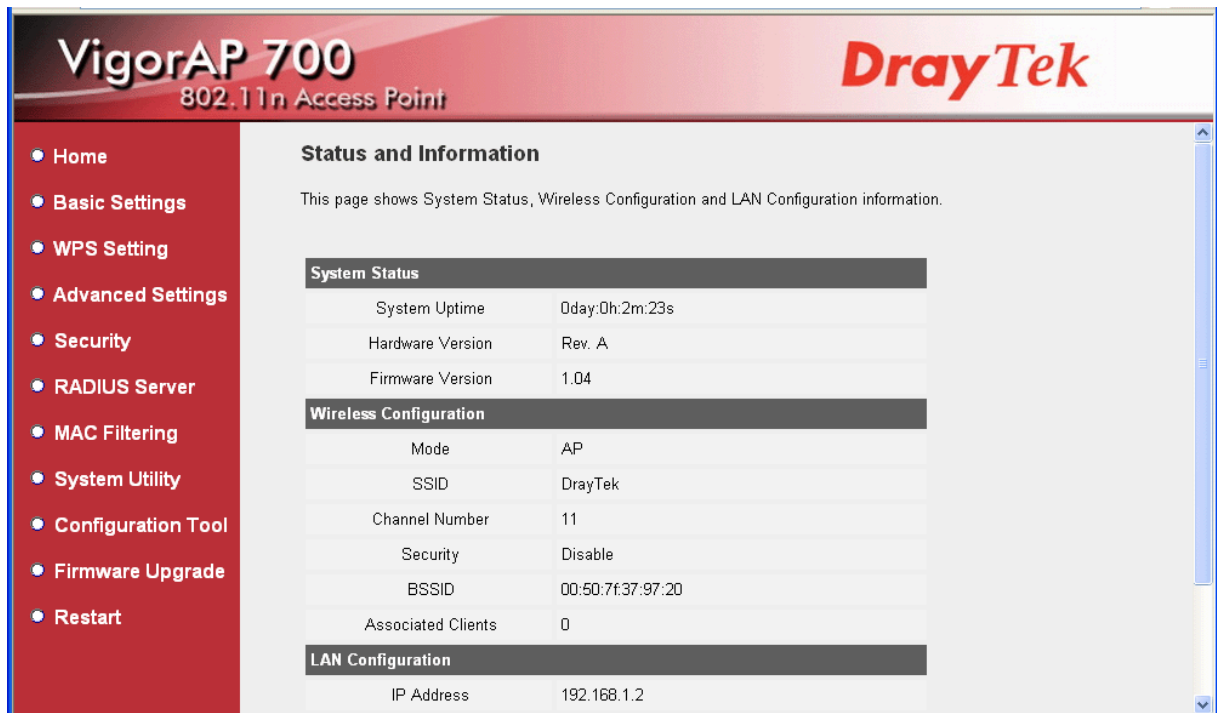 VigorAP 700
802.11n Access Point
DrayTek
Home
Basic Settings
WPS Setting
Advanced Settings
Security
RADIUS Server
MAC Filtering
System Utility
Configuration Tool
Firmware Upgrade
Restart
Status and Information
This page shows System Status, Wireless Configuration and LAN Configuration information.
System Status
System Uptime 0day:0h:2m:23s
Hardware Version Rev. A
Firmware Version 1.04
Wireless Configuration
Mode AP
SSID DrayTek
Channel Number 11
Security Disable
BSSID 00:50:7f:37:97:20
Associated Clients 0
LAN Configuration
IP Address 192.168.1.2